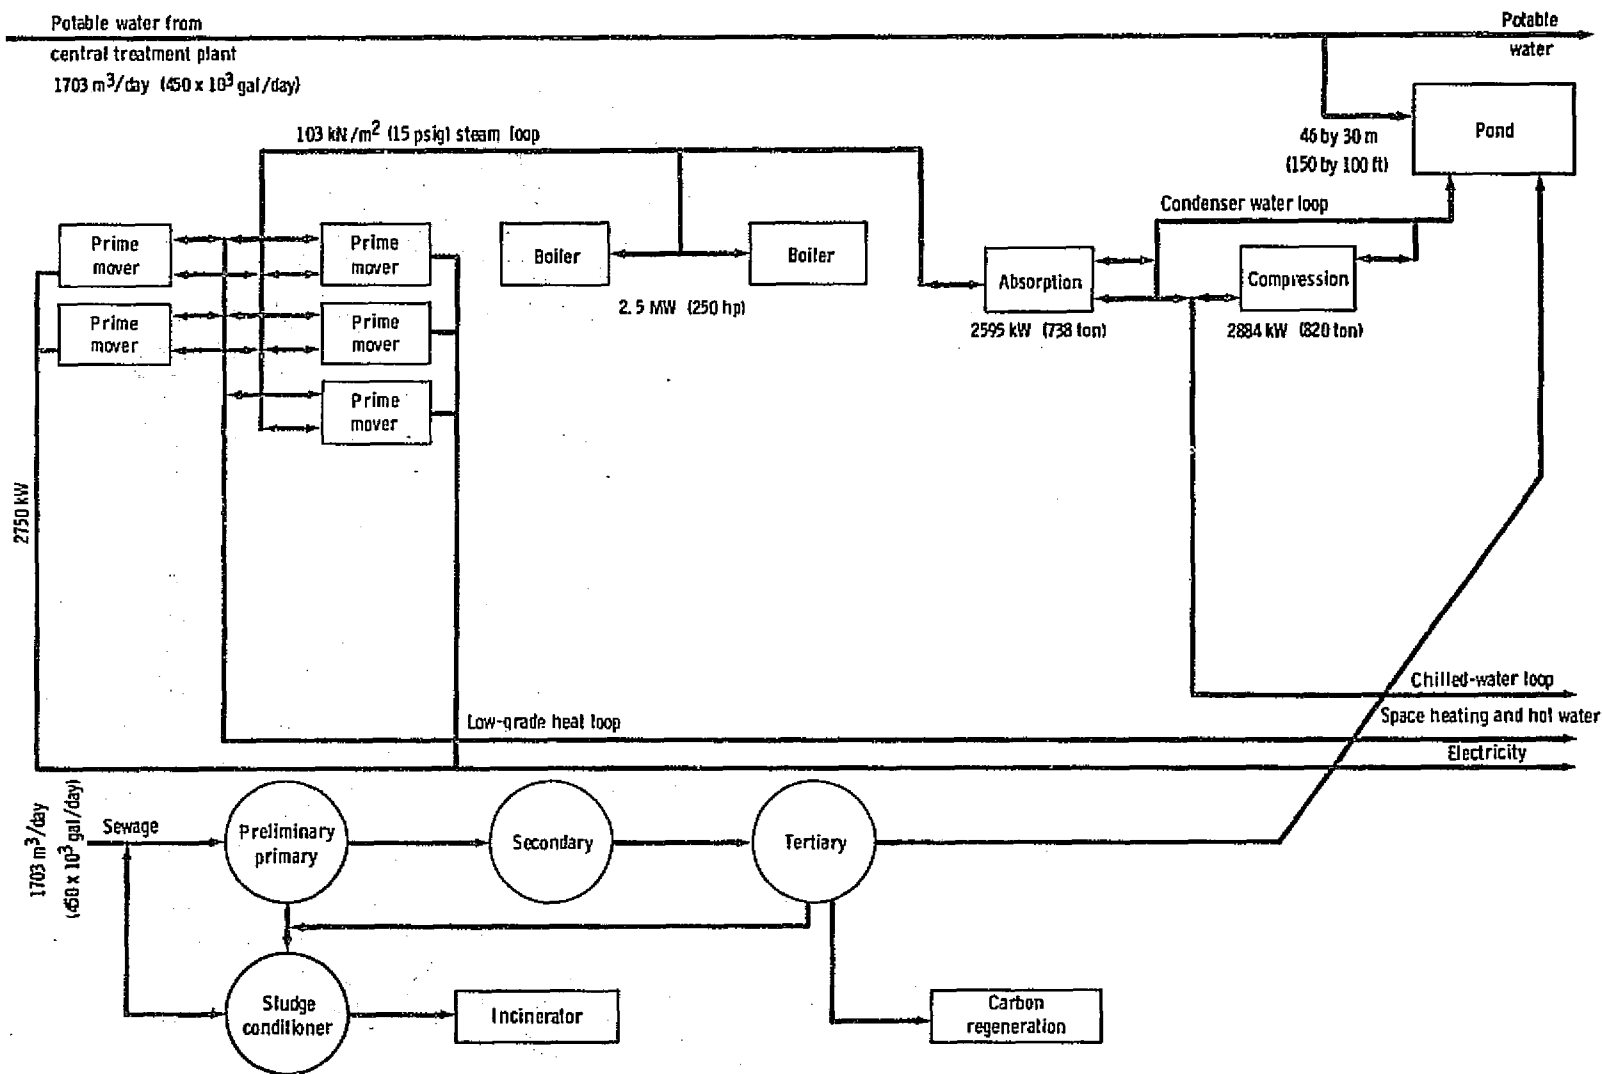 Potable water from
central treatment plant
1703 m³/day (450 x 10³ gal/day)
Potable
water
103 kN/m² (15 psig) steam loop
46 by 30 m
(150 by 100 ft)
Pond
Condenser water loop
Prime
mover
Prime
mover
Boiler
Boiler
Absorption
Compression
2.5 MW (250 hp)
2595 kW (738 ton)
2884 kW (820 ton)
Prime
mover
Prime
mover
Prime
mover
2750 kW
Chilled-water loop
Low-grade heat loop
Space heating and hot water
Electricity
1703 m³/day
(450 x 10³ gal/day)
Sewage
Preliminary
primary
Secondary
Tertiary
Sludge
conditioner
Incinerator
Carbon
regeneration